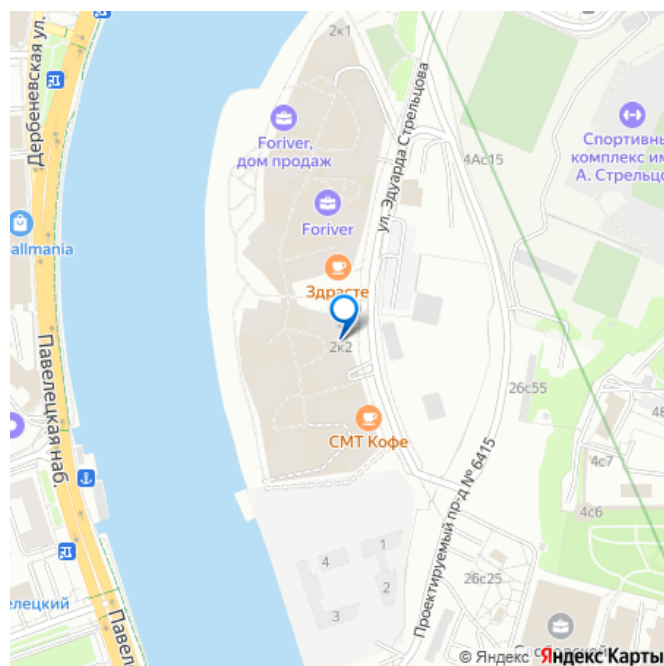 2к1
Дербеневская ул.
Foriver,
дом продаж
ул. Эдуарда Стрельцова
4Ас15
Спортивны
комплекс им
А. Стрельцо
Foriver
allmania
Здрасте
2к2
Павелецкая наб.
26с55
СМТ Кофе
4с7
4с6
Проектируемый пр-д № 6415
4
1
2
3
26с25
елецкий
Павел
© Яндекс Яндекс Карты